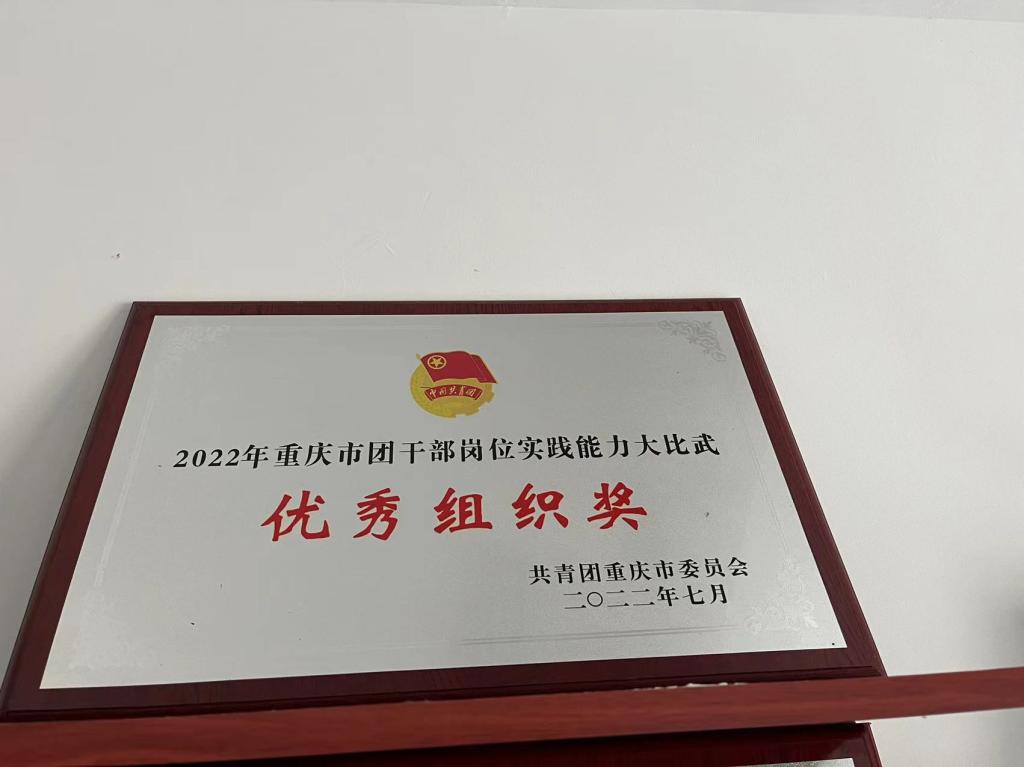 中国共青团
2022年重庆市团干部岗位实践能力大比武
优秀组织奖
共青团重庆市委员会
二〇二二年七月